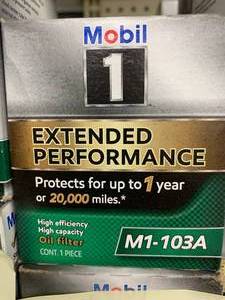 Mobil
1
EXTENDED
PERFORMANCE
Protects for up to 1 year
or 20,000 miles.*
High efficiency
High capacity
Oil filter
CONT. 1 PIECE
M1-103A
Mobil